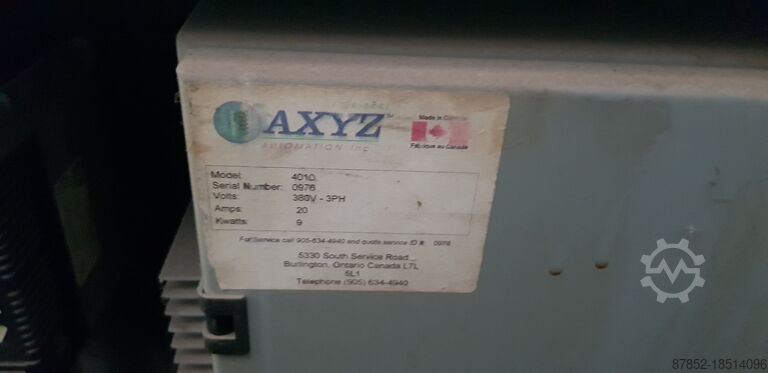 AXYZ
AUTOMATION Inc.
Made in Canada
Fabrique au Canada
Model: 4010
Serial Number: 0976
Volts: 380V - 3PH
Amps: 20
Kwatts: 9
For Service call 905-634-4940 and quote service ID #: 0976
5330 South Service Road,
Burlington, Ontario Canada L7L
5L1
Telephone (905) 634-4940
87852-18514096